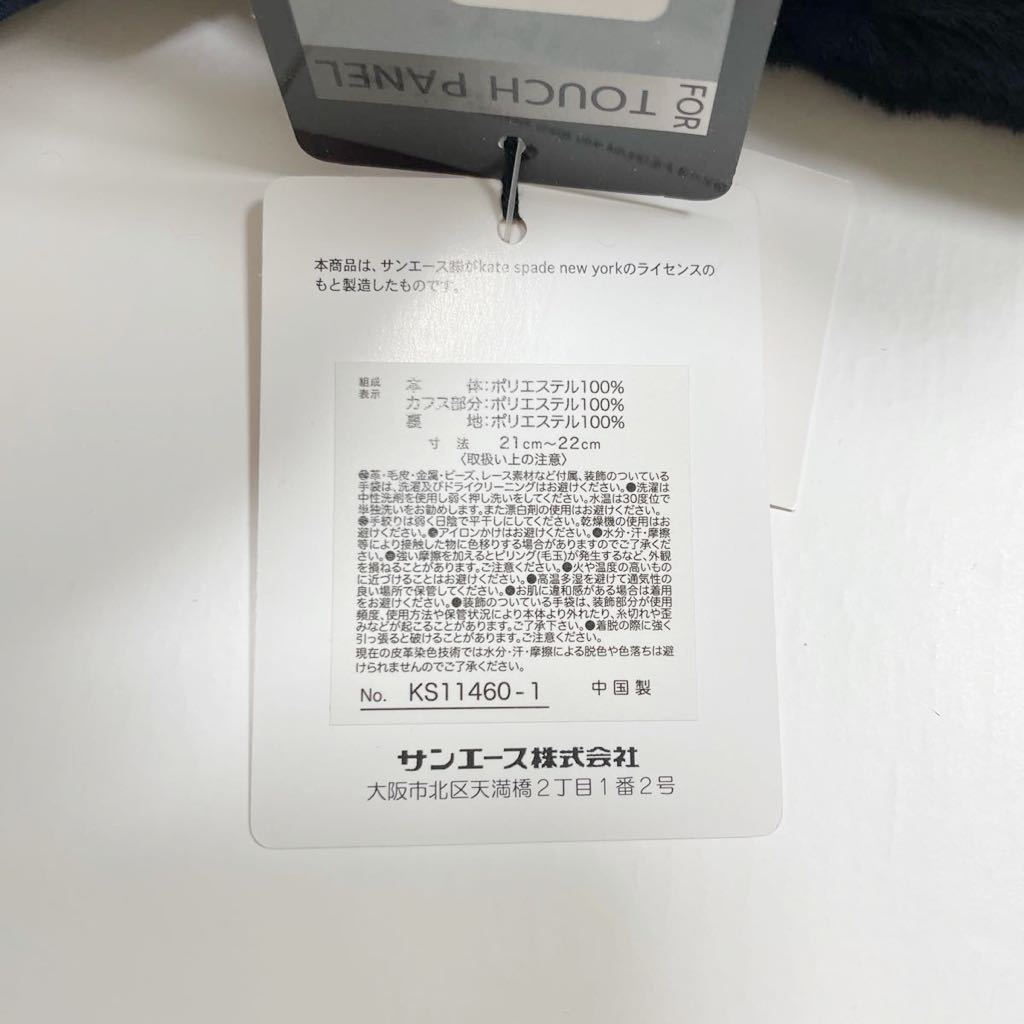 FOR TOUCH PANEL
本商品は、サンエース㈱がkate spade new yorkのライセンスの
もと製造したものです。
組成
表示
本　　体:ポリエステル100%
カフス部分:ポリエステル100%
裏　　地:ポリエステル100%
寸　法　21cm〜22cm
〈取扱い上の注意〉
●革・毛皮・金属・ビーズ、レース素材など付属、装飾のついている
手袋は、洗濯及びドライクリーニングはお避けください。●洗濯は
中性洗剤を使用し弱く押し洗いをしてください。水温は30度位で
単独洗いをお勧めします。また漂白剤の使用はお避けください。
●手絞りは弱く日陰で平干しにしてください。乾燥機の使用はお
避けください。●アイロンかけはお避けください。●水分・汗・摩擦
等により接触した物に色移りする場合がありますのでご了承くださ
い。●強い摩擦を加えるとピリング(毛玉)が発生するなど、外観
を損ねることがあります。ご注意ください。●火や温度の高いもの
に近づけることはお避けください。●高温多湿を避けて通気性の
良い場所で保管してください。●お肌に違和感がある場合は着用
をお避けください。●装飾のついている手袋は、装飾部分が使用
頻度、使用方法や保管状況により本体より外れたり、糸切れや歪
みなどが起こることがあります。ご了承下さい。●着脱の際に強く
引っ張ると破けることがあります。ご注意ください。
現在の皮革染色技術では水分・汗・摩擦による脱色や色落ちは避
けられませんのでご了承ください。
No. KS11460-1　中国製
サンエース株式会社
大阪市北区天満橋2丁目1番2号